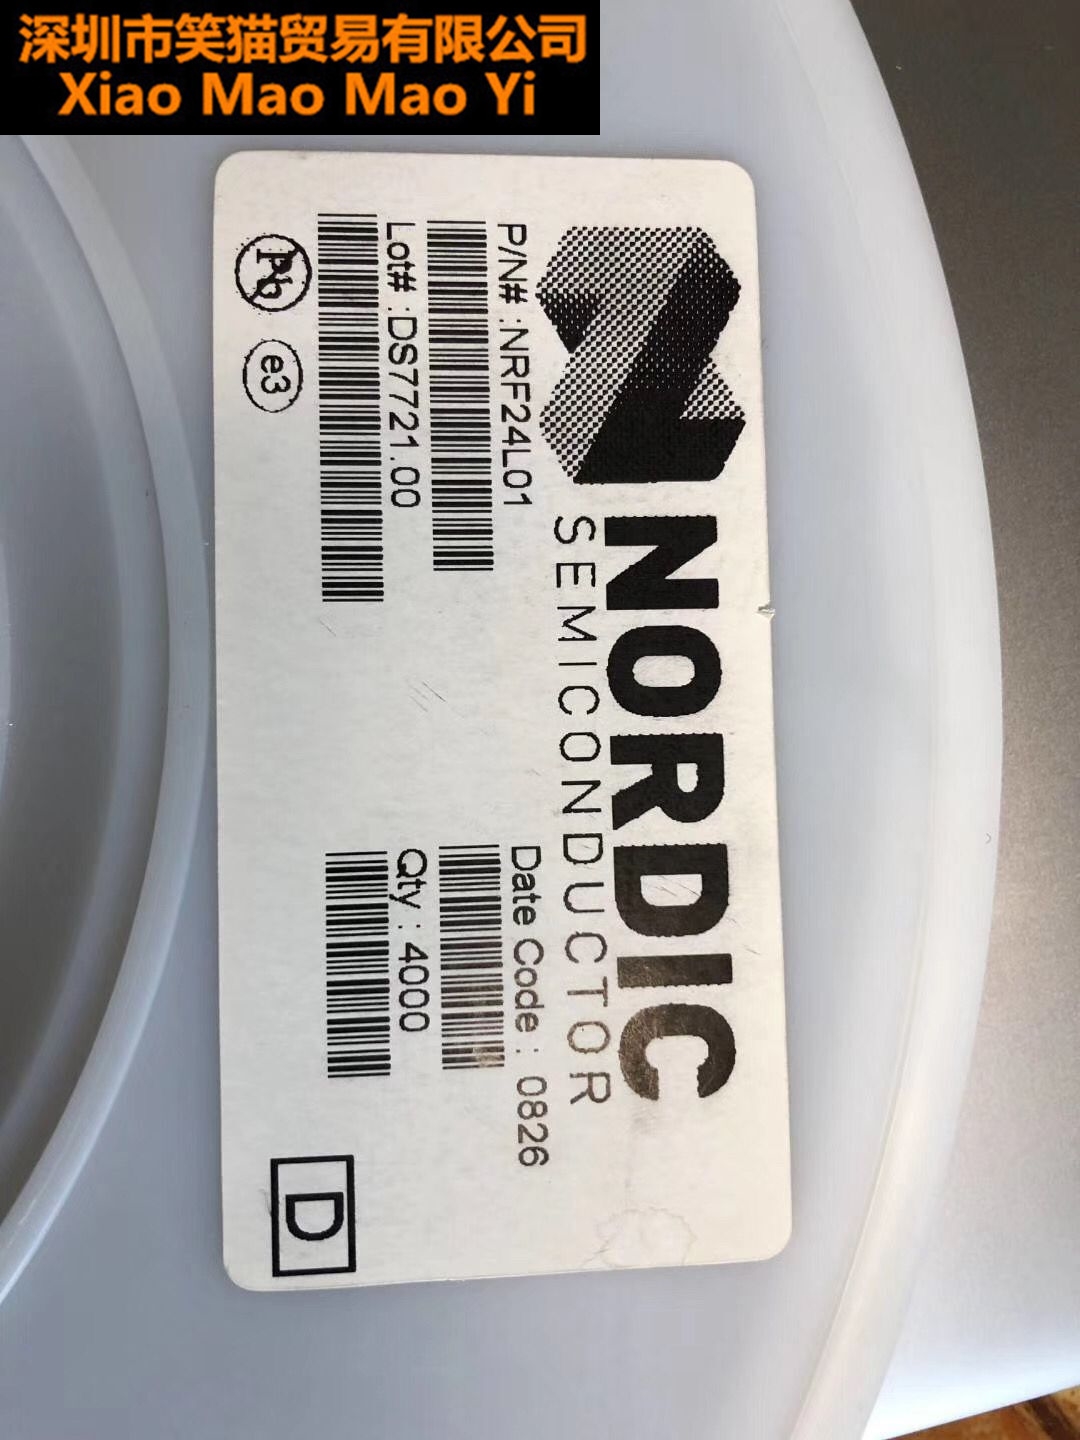 深圳市笑猫贸易有限公司
Xiao Mao Mao Yi
NORDIC
SEMICONDUCTOR
P/N# :NRF24L01
Date Code : 0826
Lot# :DS7721.00
Qty : 4000
Pb
e3
D